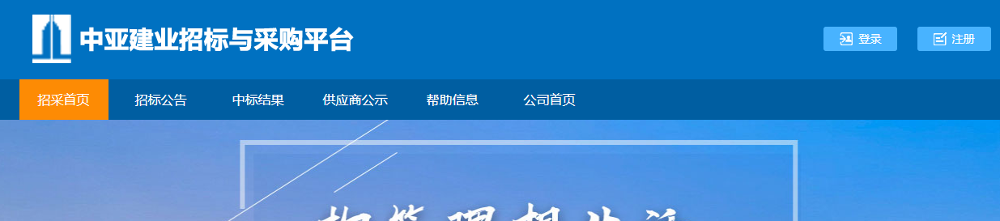 中亚建业招标与采购平台
登录
注册
招采首页
招标公告
中标结果
供应商公示
帮助信息
公司首页